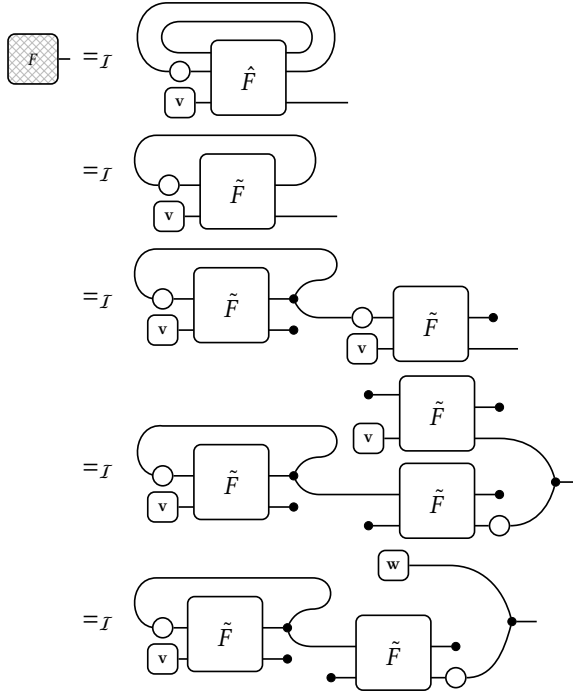 F =_I F̂ v
=_I F̃ v
=_I F̃ v F̃ v
=_I F̃ v F̃ v F̃
=_I F̃ v w F̃